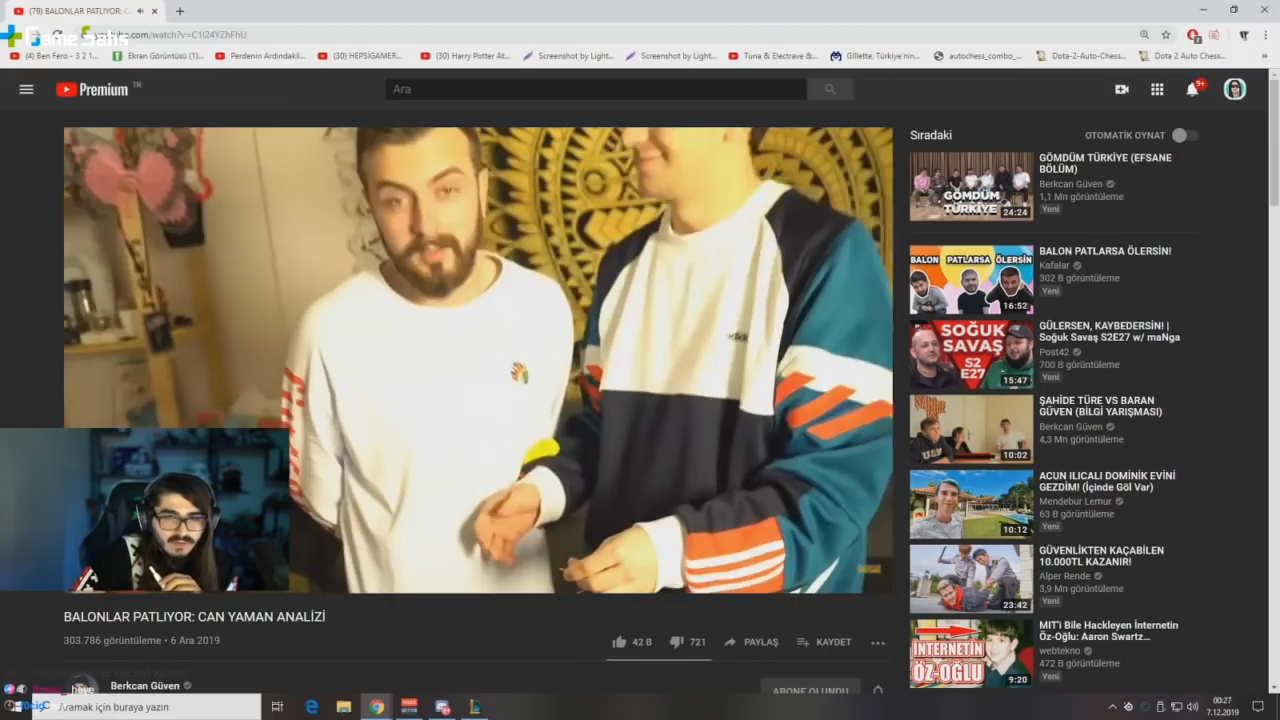 (79) BALONLAR PATLIYOR: C
Game Satış
youtube.com/watch?v=C1I24YZhFhU
(4) Ben Fero - 3 2 1...
Ekran Görüntüsü (1)...
Perdenin Ardındakil...
(30) HEPSİGAMER...
(30) Harry Potter At...
Screenshot by Light...
Screenshot by Light...
Tuna & Electrave &...
Gillette, Türkiye'nin...
autochess_combo_...
Dota-2-Auto-Chess...
Dota 2 Auto Chess...
Premium TR
Ara
9+
Sıradaki
OTOMATİK OYNAT
GÖMDÜM TÜRKİYE
24:24
GÖMDÜM TÜRKİYE (EFSANE
BÖLÜM)
Berkcan Güven
1,1 Mn görüntüleme
Yeni
BALON PATLARSA ÖLERSİN
16:52
BALON PATLARSA ÖLERSİN!
Kafalar
302 B görüntüleme
Yeni
SOĞUK SAVAŞ S2 E27
15:47
GÜLERSEN, KAYBEDERSİN! |
Soğuk Savaş S2E27 w/ maNga
Post42
700 B görüntüleme
Yeni
10:02
ŞAHİDE TÜRE VS BARAN
GÜVEN (BİLGİ YARIŞMASI)
Berkcan Güven
4,3 Mn görüntüleme
10:12
ACUN ILICALI DOMİNİK EVİNİ
GEZDİM! (İçinde Göl Var)
Mendebur Lemur
63 B görüntüleme
Yeni
23:42
GÜVENLİKTEN KAÇABİLEN
10.000TL KAZANIR!
Alper Rende
3,9 Mn görüntüleme
Yeni
İNTERNETİN ÖZ-OĞLU
9:20
MIT'i Bile Hackleyen İnternetin
Öz-Oğlu: Aaron Swartz...
webtekno
472 B görüntüleme
Yeni
adidas
BALONLAR PATLIYOR: CAN YAMAN ANALİZİ
303.786 görüntüleme • 6 Ara 2019
42 B
721
PAYLAŞ
KAYDET
Berkcan Güven
ABONE OLUNDU
heye
Aramak için buraya yazın
00:27
7.12.2019